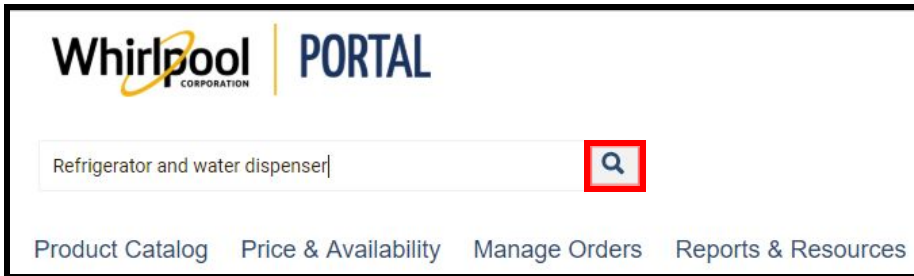 Whirlpool
CORPORATION
PORTAL
Refrigerator and water dispenser
Product Catalog Price & Availability Manage Orders Reports & Resources